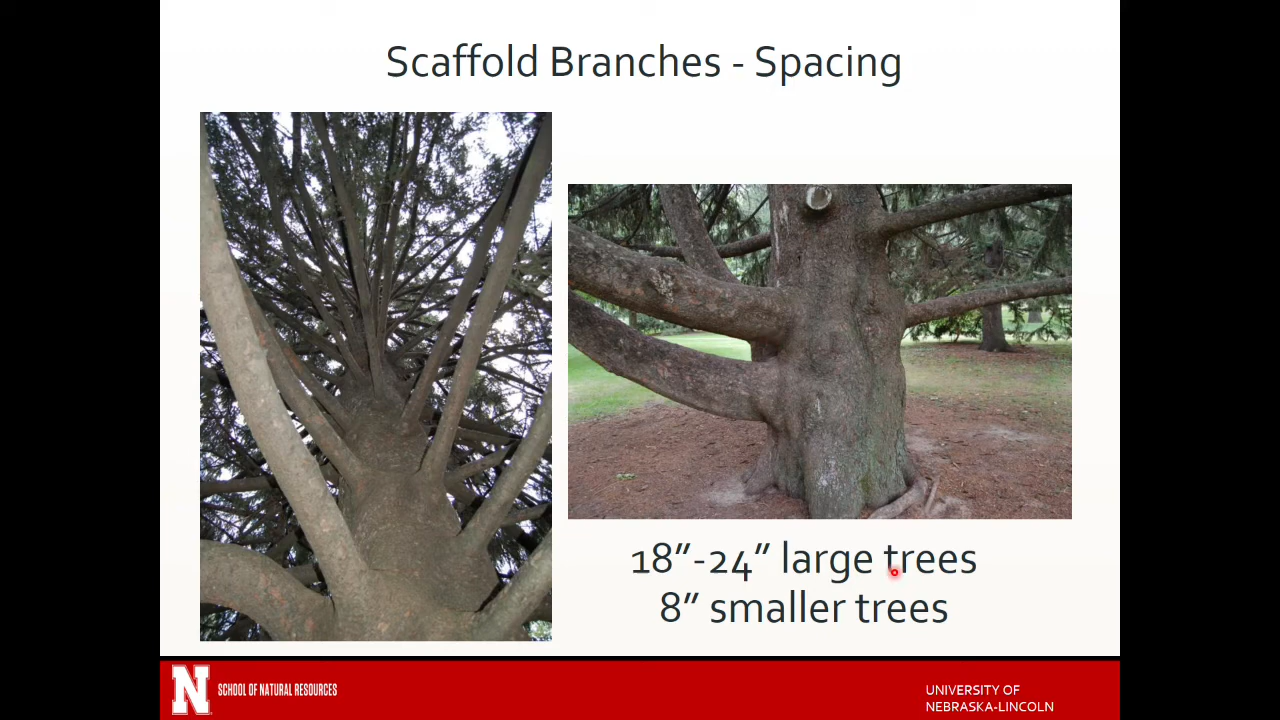 Scaffold Branches - Spacing
18”-24” large trees
8” smaller trees
N SCHOOL OF NATURAL RESOURCES
UNIVERSITY OF
NEBRASKA-LINCOLN